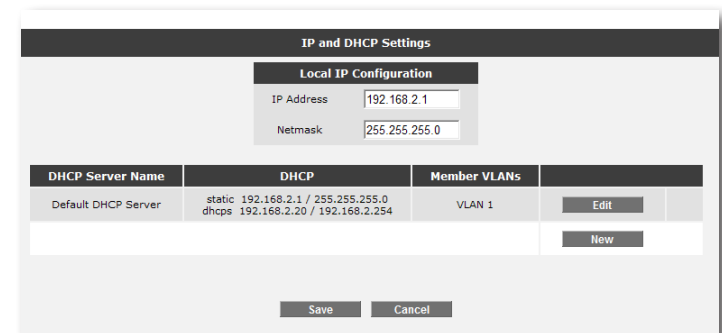 IP and DHCP Settings
Local IP Configuration
IP Address 192.168.2.1
Netmask 255.255.255.0
DHCP Server Name DHCP Member VLANs
Default DHCP Server static 192.168.2.1 / 255.255.255.0 VLAN 1 Edit
dhcps 192.168.2.20 / 192.168.2.254
New
Save Cancel